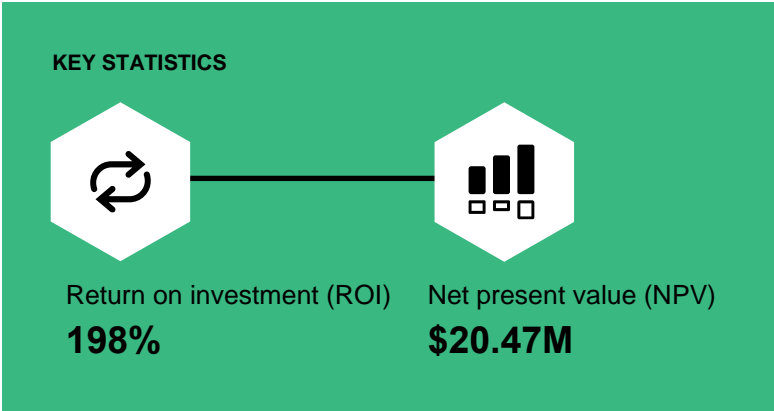 KEY STATISTICS
Return on investment (ROI)
198%
Net present value (NPV)
$20.47M